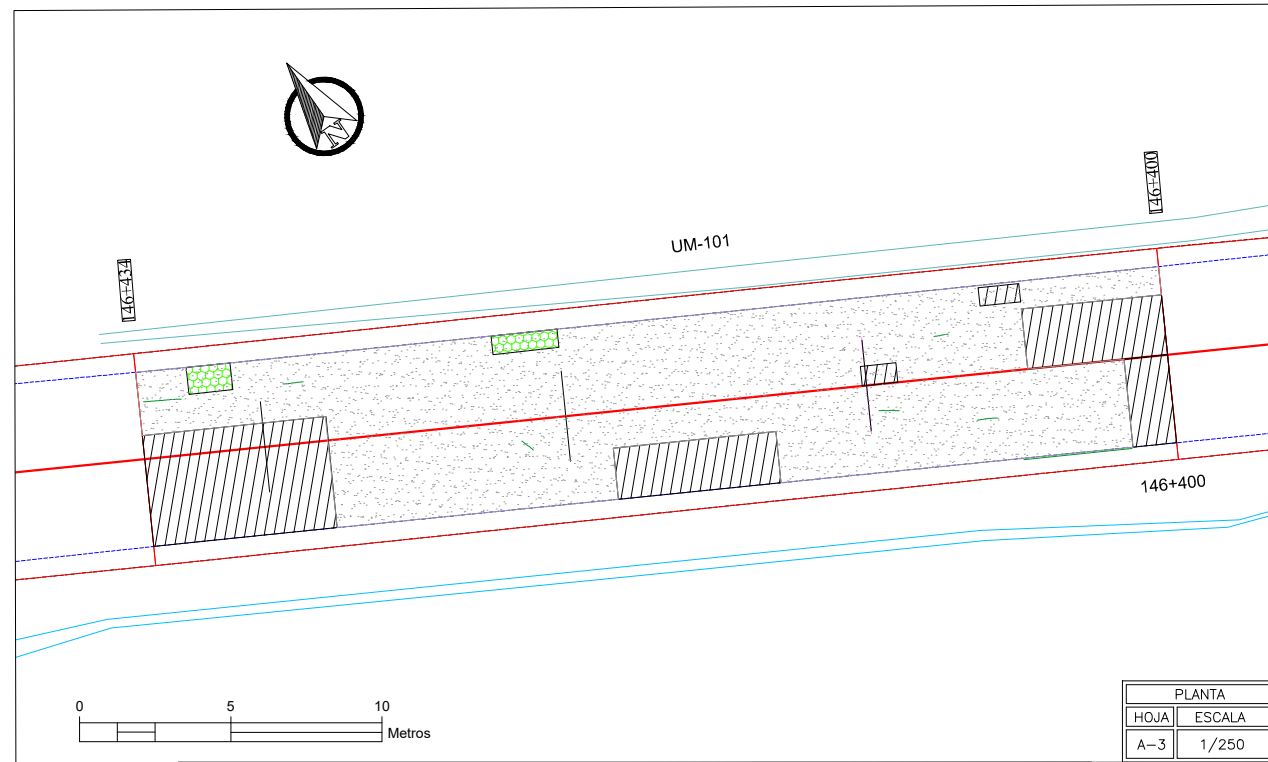 N
146+400
UM-101
146+434
146+400
0 5 10
Metros
PLANTA
HOJA ESCALA
A-3 1/250